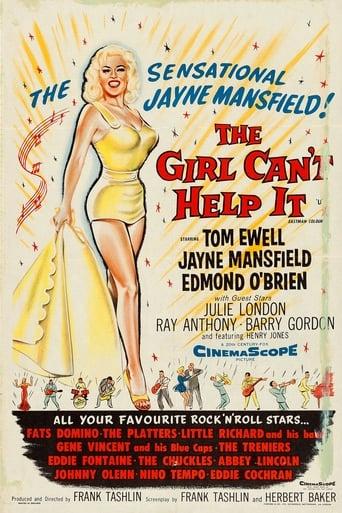 THE SENSATIONAL
JAYNE MANSFIELD!
THE
GIRL CAN'T
HELP IT
EASTMAN COLOUR
STARRING TOM EWELL
JAYNE MANSFIELD
EDMOND O'BRIEN
with Guest Stars
JULIE LONDON
RAY ANTHONY · BARRY GORDON
and featuring HENRY JONES
A 20th CENTURY-FOX
CINEMASCOPE
PICTURE
ALL YOUR FAVOURITE ROCK'N'ROLL STARS...
FATS DOMINO·THE PLATTERS·LITTLE RICHARD and his band
GENE VINCENT and his Blue Caps·THE TRENIERS
EDDIE FONTAINE·THE CHUCKLES·ABBEY LINCOLN
JOHNNY OLENN·NINO TEMPO·EDDIE COCHRAN
CINEMASCOPE
Produced and Directed by FRANK TASHLIN Screenplay by FRANK TASHLIN and HERBERT BAKER